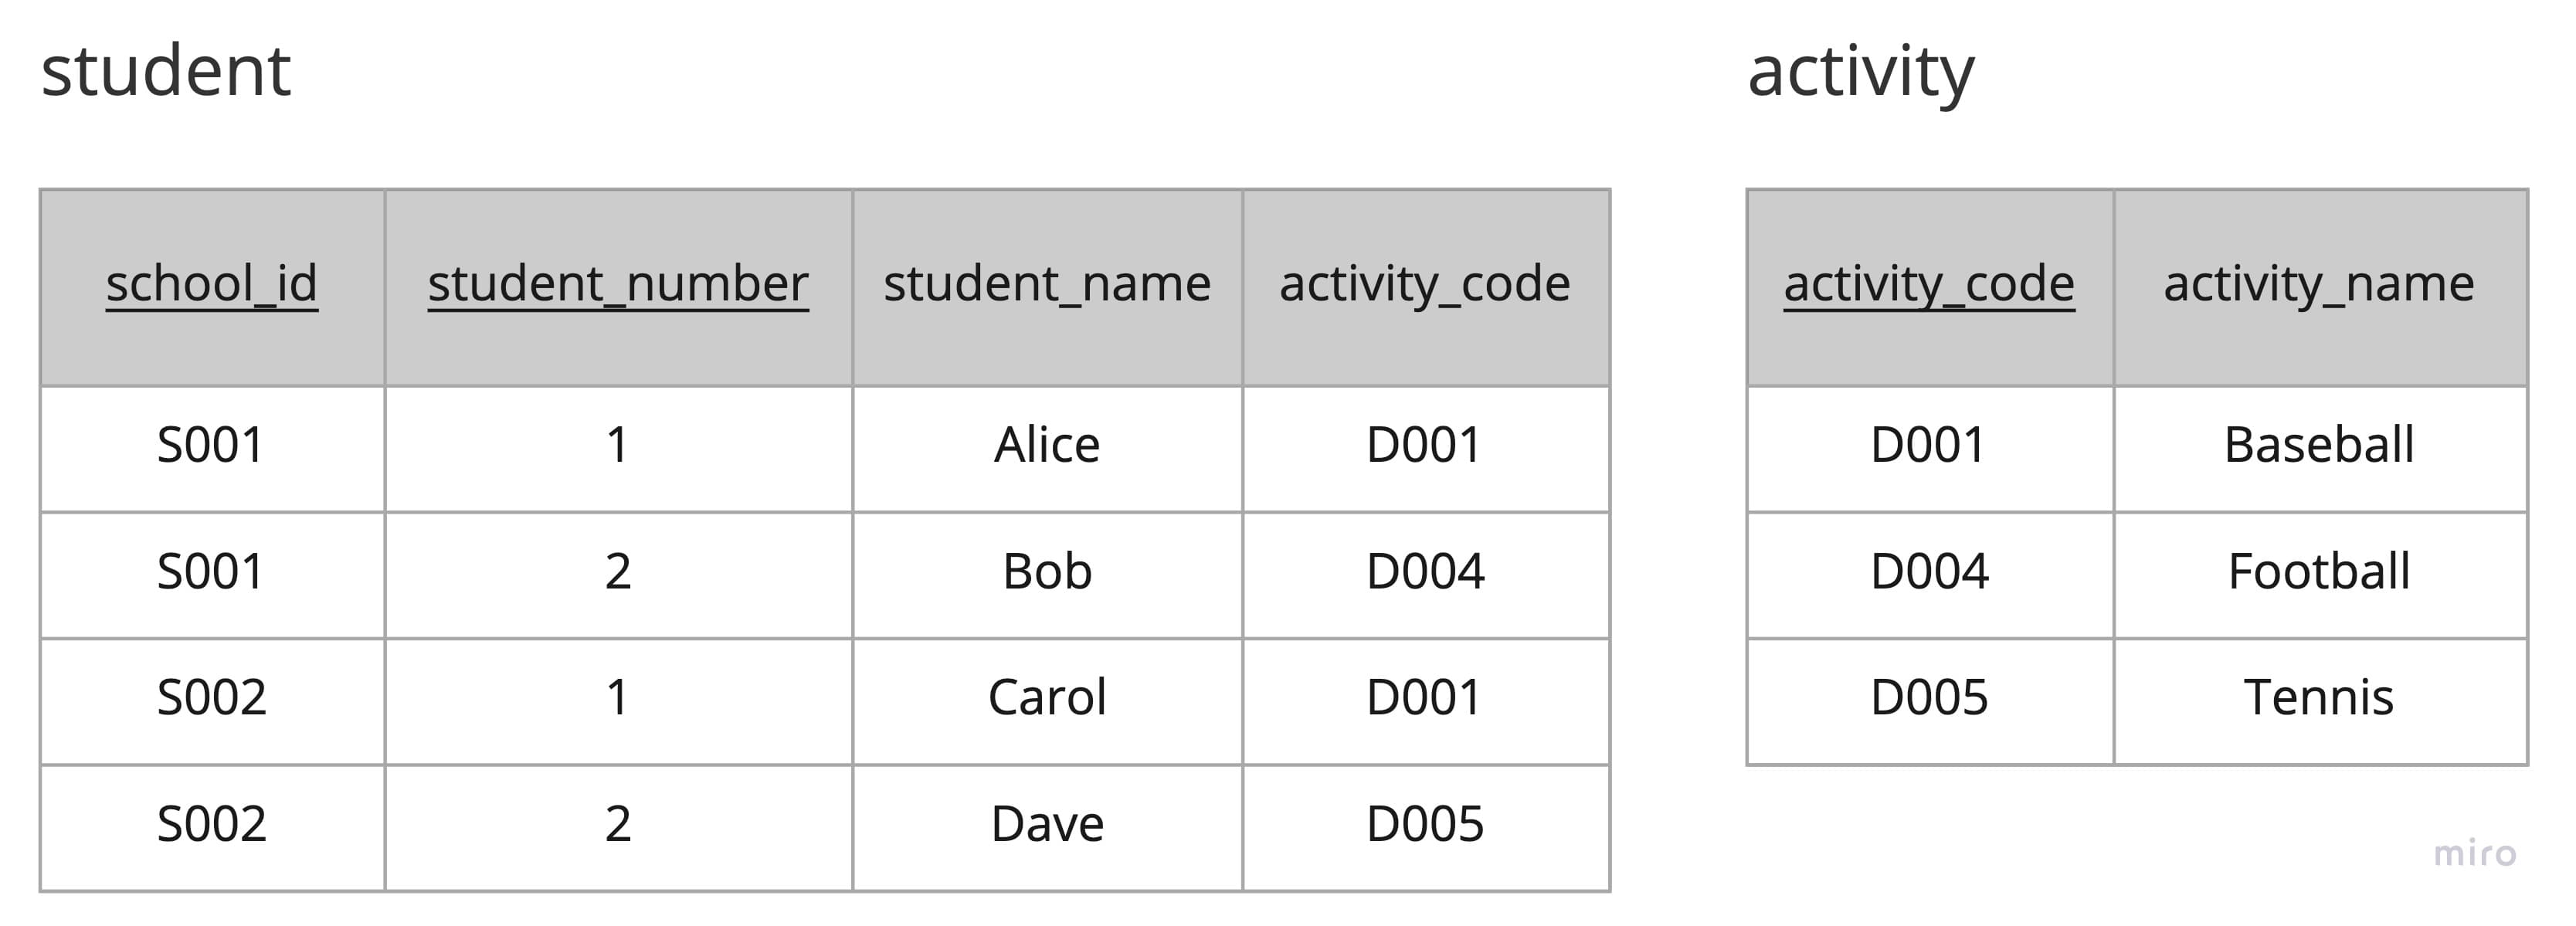 student
school_id student_number student_name activity_code
S001 1 Alice D001
S001 2 Bob D004
S002 1 Carol D001
S002 2 Dave D005
activity
activity_code activity_name
D001 Baseball
D004 Football
D005 Tennis
miro